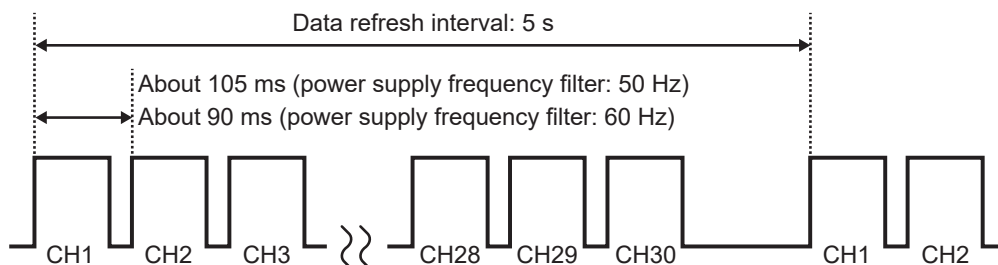 Data refresh interval: 5 s
About 105 ms (power supply frequency filter: 50 Hz)
About 90 ms (power supply frequency filter: 60 Hz)
CH1 CH2 CH3 CH28 CH29 CH30 CH1 CH2